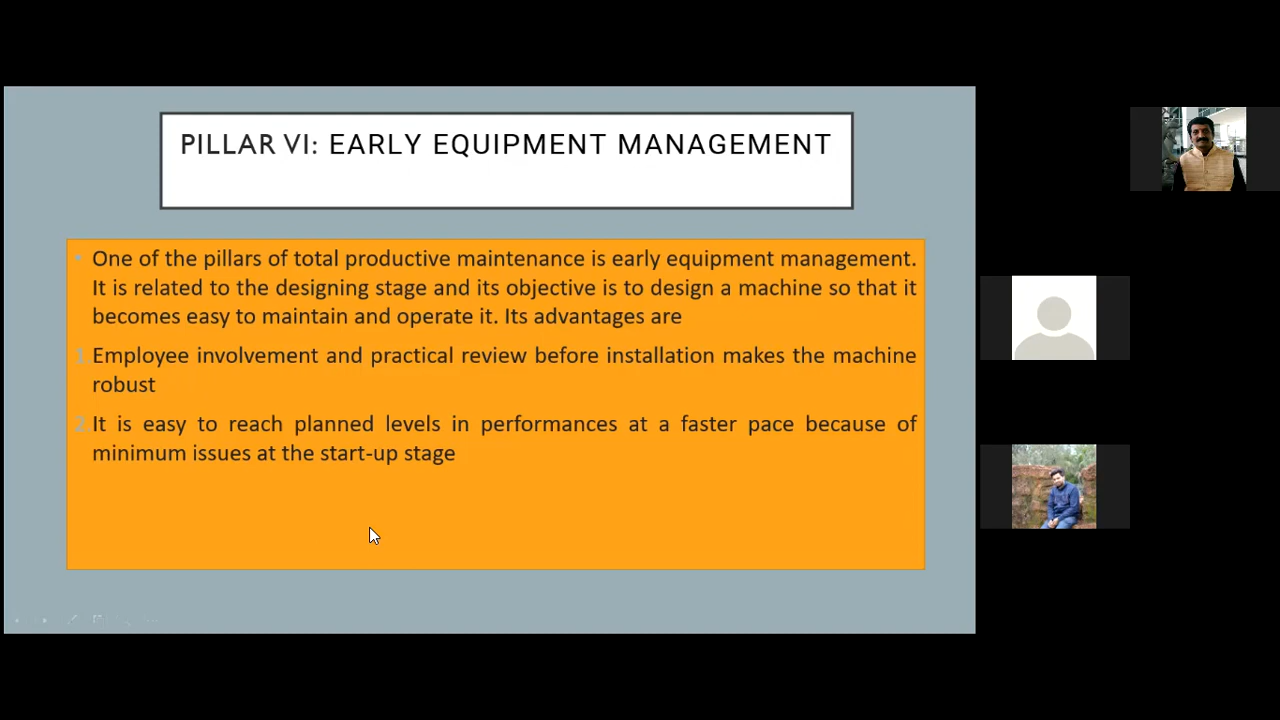 PILLAR VI: EARLY EQUIPMENT MANAGEMENT
• One of the pillars of total productive maintenance is early equipment management.
It is related to the designing stage and its objective is to design a machine so that it
becomes easy to maintain and operate it. Its advantages are
1. Employee involvement and practical review before installation makes the machine
robust
2. It is easy to reach planned levels in performances at a faster pace because of
minimum issues at the start-up stage